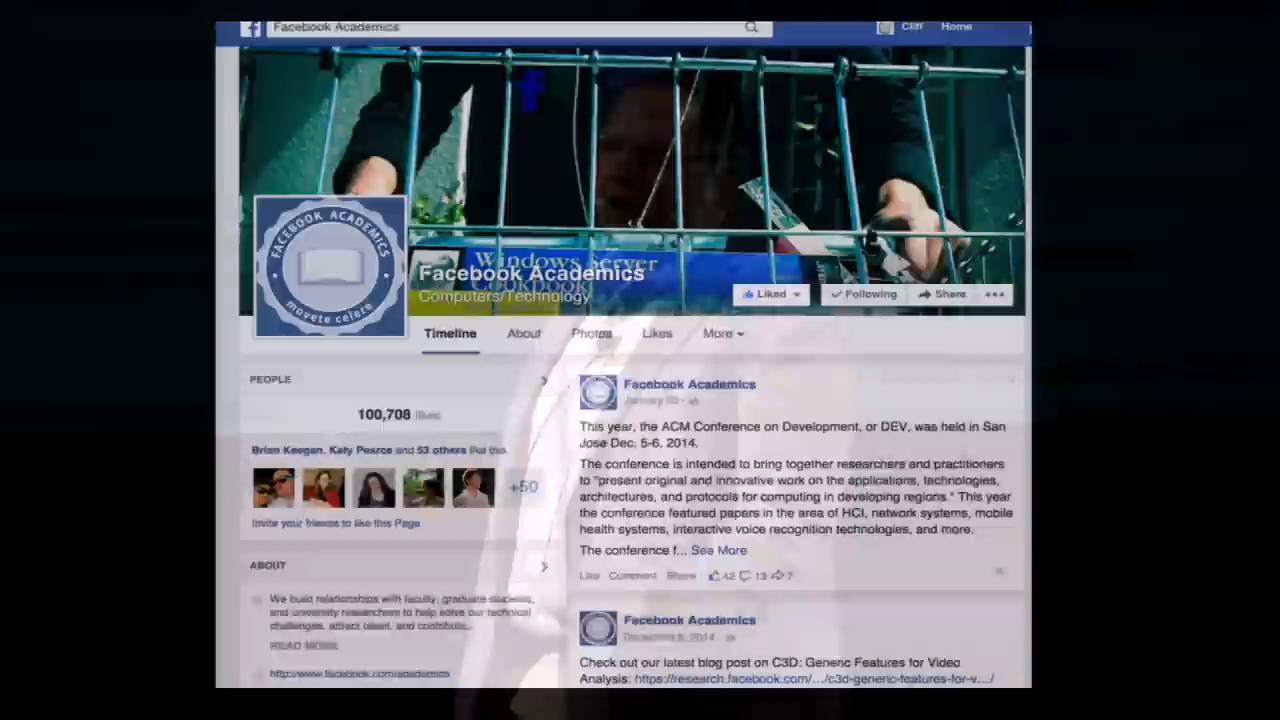 Facebook Academics
Cliff Home
f
Windows Server
Cookbook
FACEBOOK ACADEMICS
movete celere
Facebook Academics
Computers/Technology
Liked
Following
Share
Timeline About Photos Likes More
PEOPLE
100,708 likes
Brian Keegan, Katy Pearce and 53 others like this
+50
Invite your friends to like this Page
ABOUT
We build relationships with faculty, graduate students,
and university researchers to help solve our technical
challenges, attract talent, and contribute...
READ MORE
http://www.facebook.com/academics
Facebook Academics
January
This year, the ACM Conference on Development, or DEV, was held in San
Jose Dec. 5-6, 2014.
The conference is intended to bring together researchers and practitioners
to "present original and innovative work on the applications, technologies,
architectures, and protocols for computing in developing regions." This year
the conference featured papers in the area of HCI, network systems, mobile
health systems, interactive voice recognition technologies, and more.
The conference f... See More
Like Comment Share 42 13 7
Facebook Academics
December 8, 2014
Check out our latest blog post on C3D: Generic Features for Video
Analysis: https://research.facebook.com/.../c3d-generic-features-for-v.../